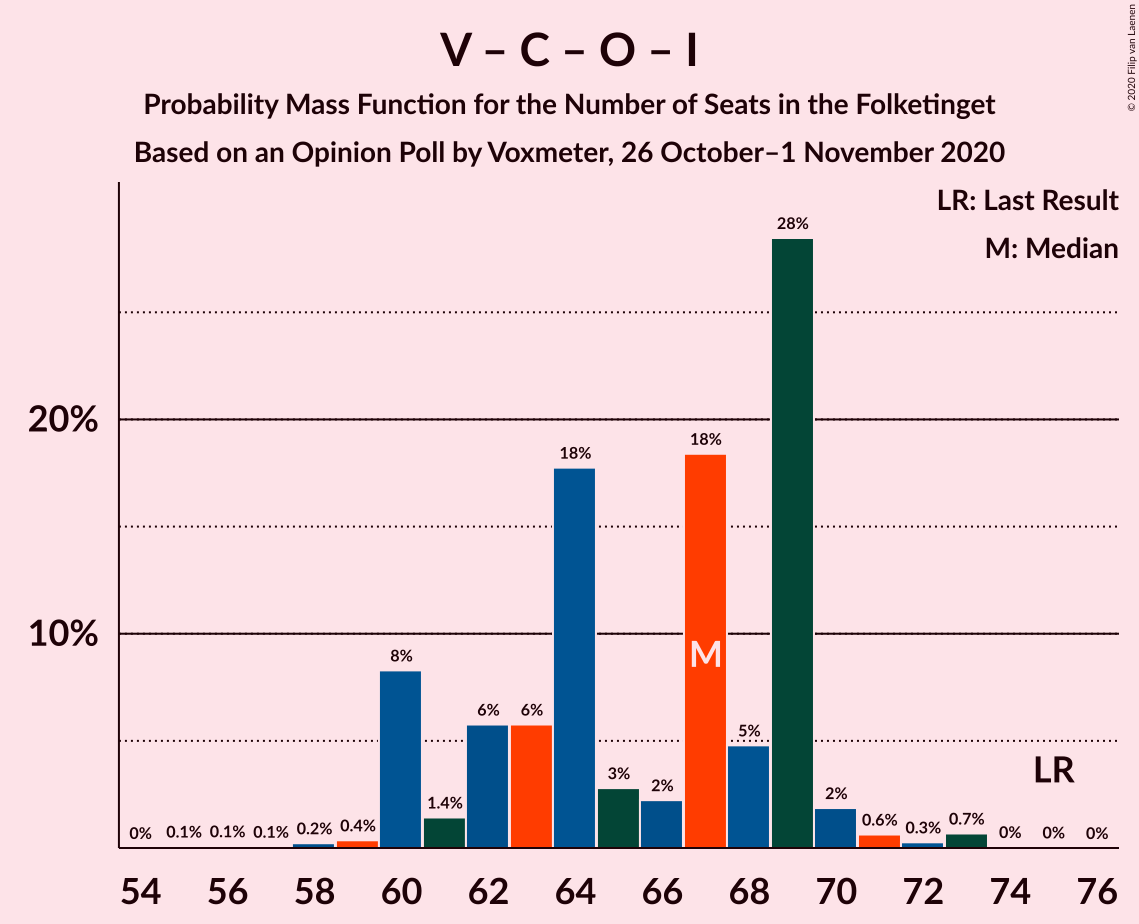 V – C – O – I
Probability Mass Function for the Number of Seats in the Folketinget
Based on an Opinion Poll by Voxmeter, 26 October–1 November 2020
© 2020 Filip van Laenen
LR: Last Result
M: Median
28%
20%
18%
18%
10%
M
8%
6%
6%
5%
LR
3%
2%
2%
1.4%
0.7%
0.6%
0%
0.1%
0.1%
0.1%
0.2%
0.4%
0.3%
0%
0%
0%
54 56 58 60 62 64 66 68 70 72 74 76